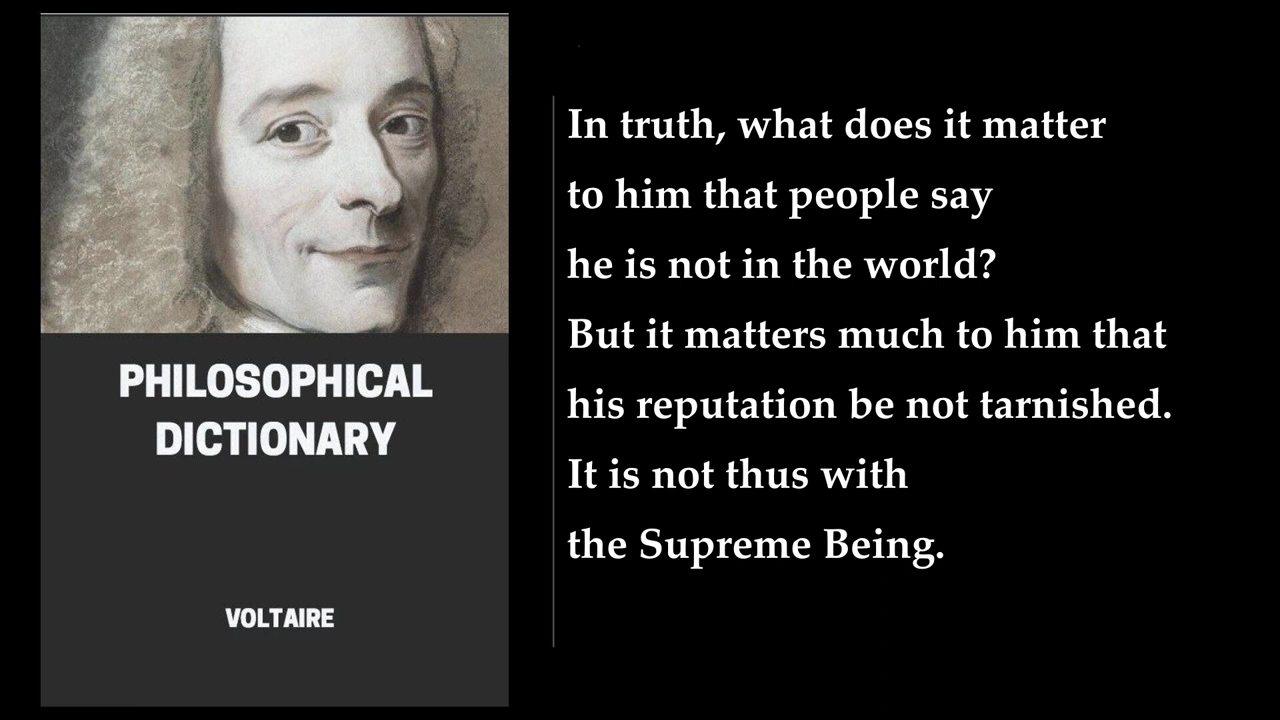 PHILOSOPHICAL
DICTIONARY
VOLTAIRE
In truth, what does it matter
to him that people say
he is not in the world?
But it matters much to him that
his reputation be not tarnished.
It is not thus with
the Supreme Being.